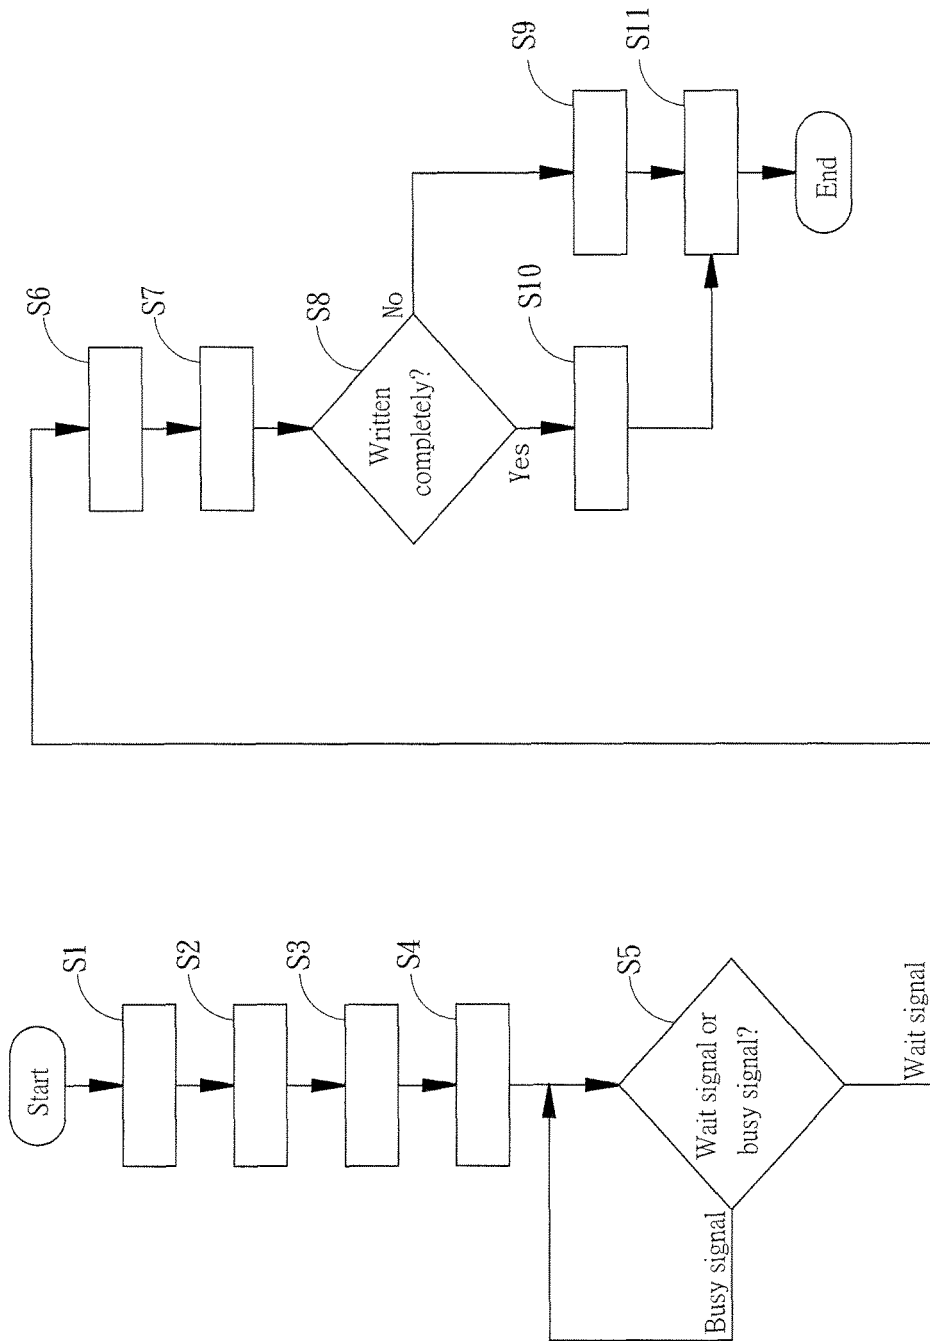 Start
S1
S2
S3
S4
S5
Wait signal or
busy signal?
Busy signal
Wait signal
S6
S7
S8
Written
completely?
No
Yes
S10
S9
S11
End